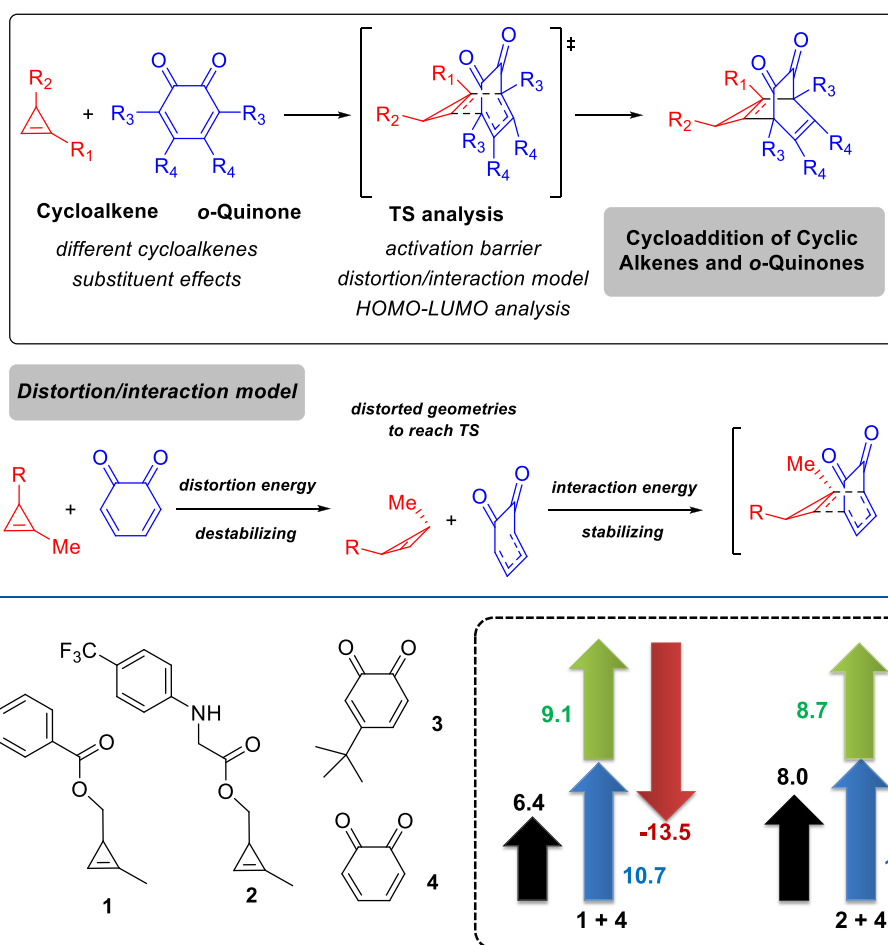 R2
R1
+
O O
R3 R3
R4 R4
O O
R1
R2
R3
R3
R4
R4
‡
O O
R1
R2
R3
R3
R4
R4
Cycloalkene o-Quinone
different cycloalkenes
substituent effects
TS analysis
activation barrier
distortion/interaction model
HOMO-LUMO analysis
Cycloaddition of Cyclic
Alkenes and o-Quinones
Distortion/interaction model
R
Me
+
O O
distortion energy
destabilizing
distorted geometries
to reach TS
Me
R
+
O
O
interaction energy
stabilizing
O
O
Me
R
O
O
1
F3C
NH
O
O
2
O O
3
O O
4
6.4
9.1
10.7
-13.5
1 + 4
8.0
8.7
1
2 + 4